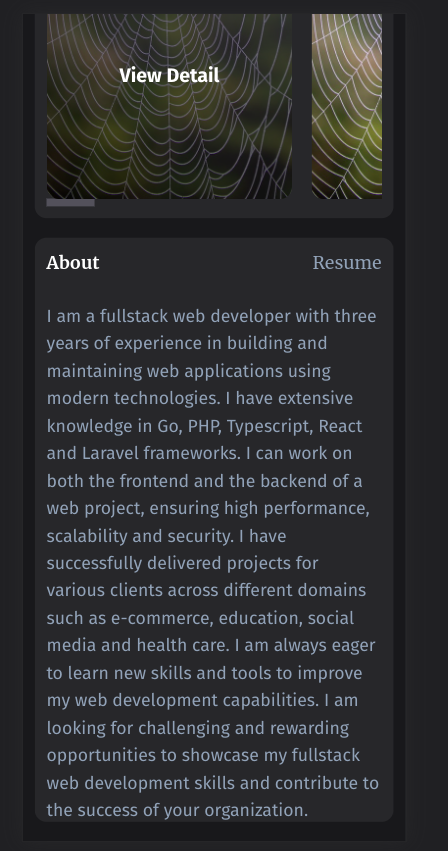 View Detail
About
Resume
I am a fullstack web developer with three
years of experience in building and
maintaining web applications using
modern technologies. I have extensive
knowledge in Go, PHP, Typescript, React
and Laravel frameworks. I can work on
both the frontend and the backend of a
web project, ensuring high performance,
scalability and security. I have
successfully delivered projects for
various clients across different domains
such as e-commerce, education, social
media and health care. I am always eager
to learn new skills and tools to improve
my web development capabilities. I am
looking for challenging and rewarding
opportunities to showcase my fullstack
web development skills and contribute to
the success of your organization.